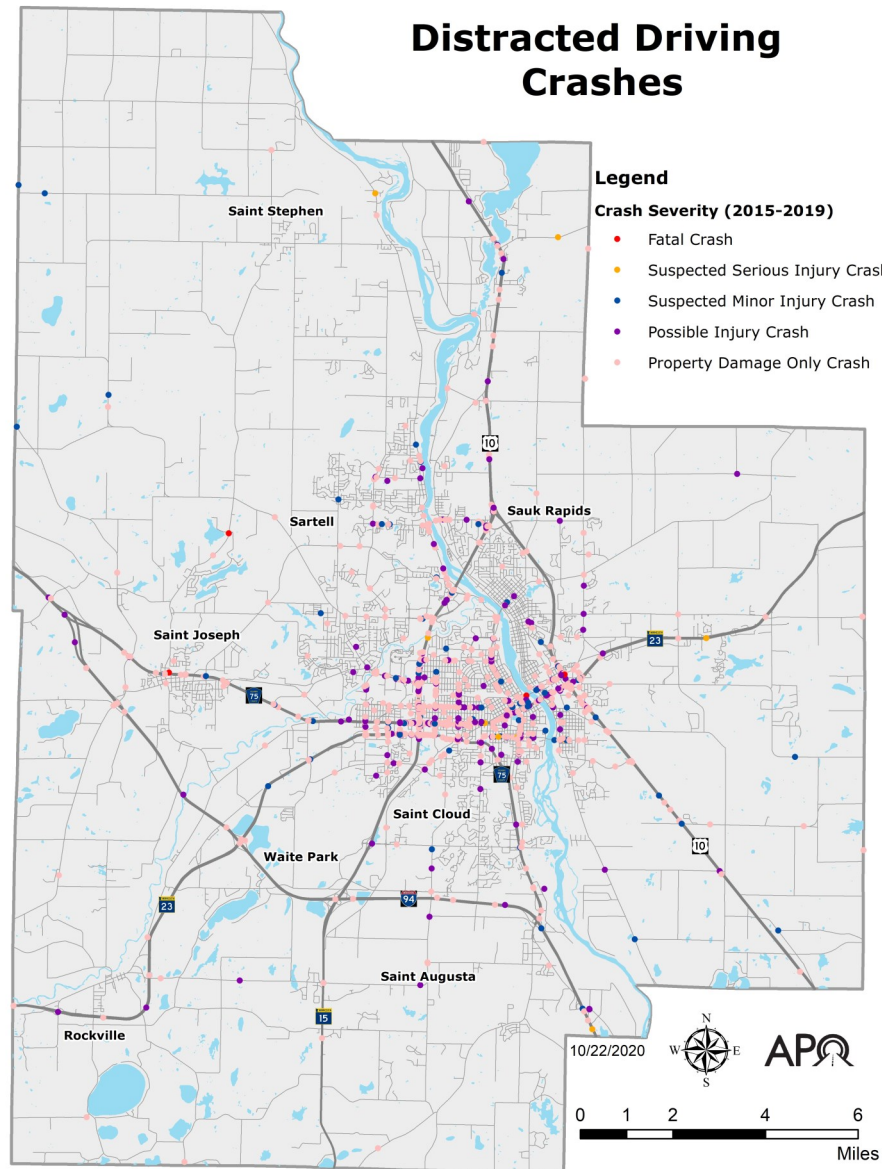 Distracted Driving
Crashes
Legend
Crash Severity (2015-2019)
Fatal Crash
Suspected Serious Injury Crash
Suspected Minor Injury Crash
Possible Injury Crash
Property Damage Only Crash
Saint Stephen
10
Sartell
Sauk Rapids
Saint Joseph
23
75
75
Saint Cloud
10
Waite Park
94
23
Saint Augusta
15
Rockville
10/22/2020
N
W
E
S
APO
0 1 2 4 6
Miles